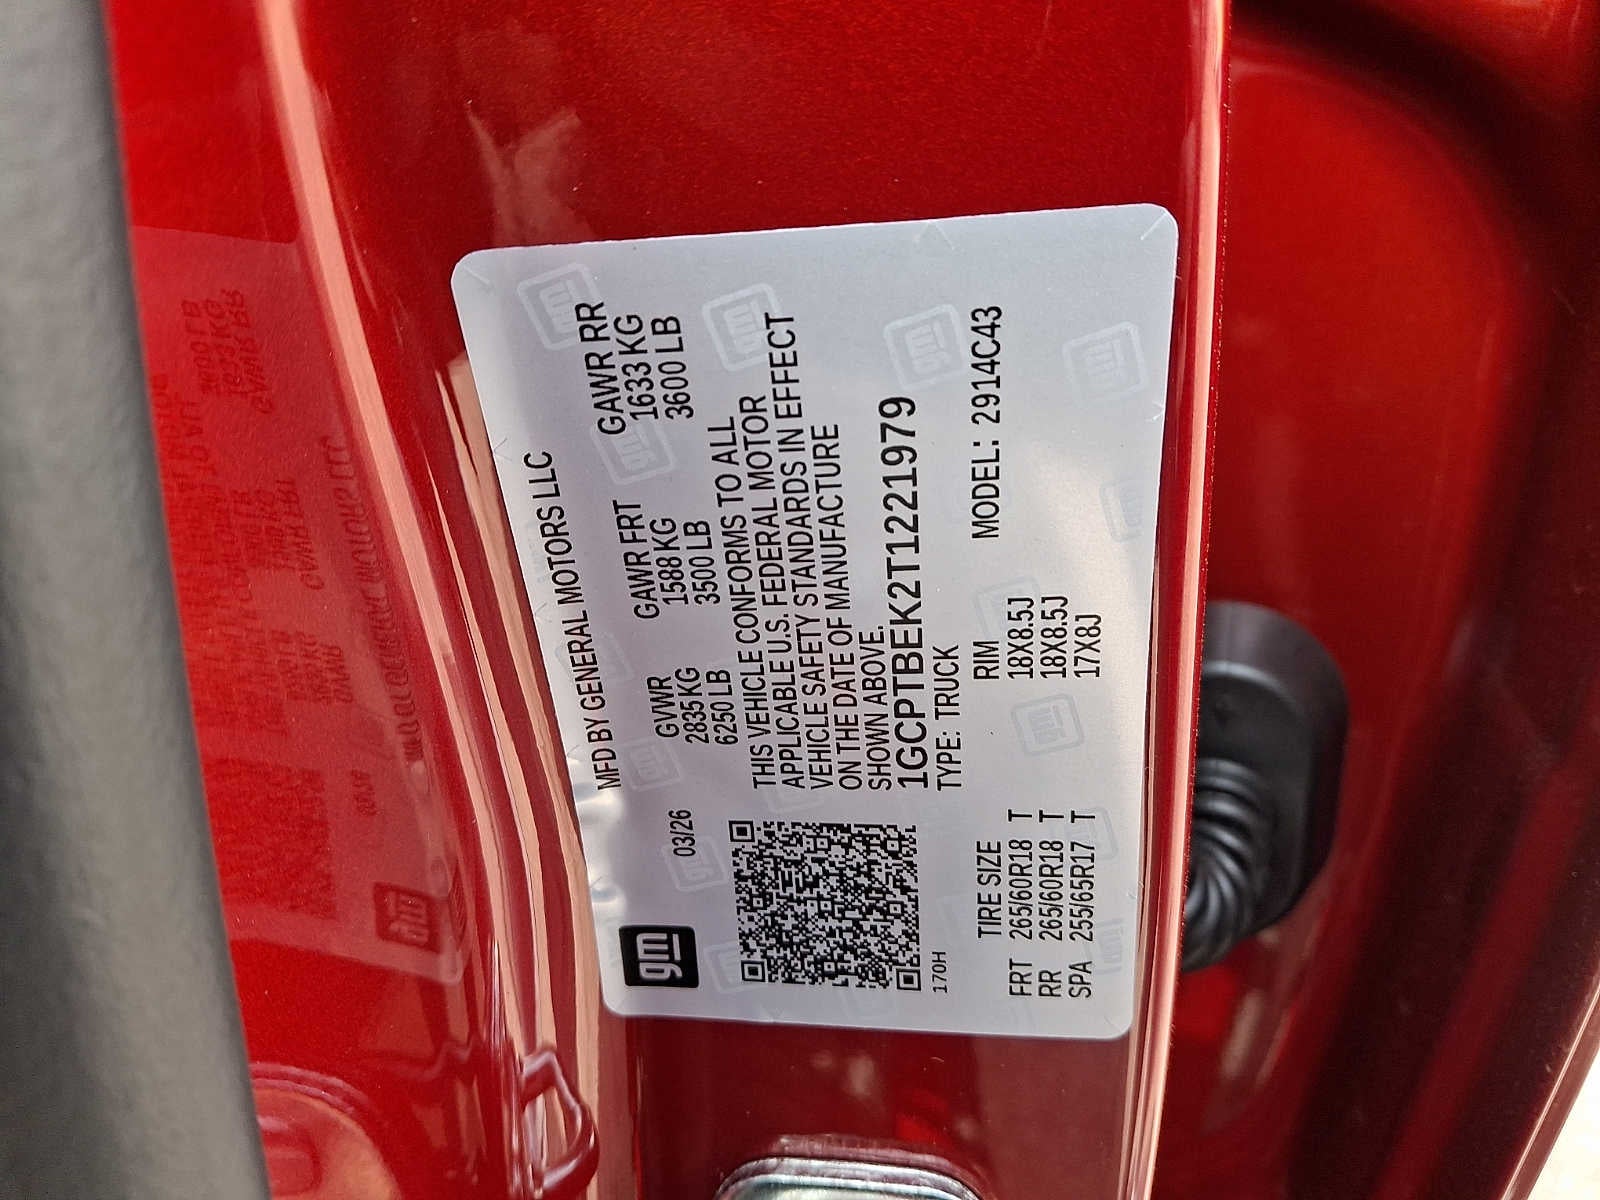 gm
03/26
MFD BY GENERAL MOTORS LLC
GVWR GAWR FRT GAWR RR
2835 KG 1588 KG 1633 KG
6250 LB 3500 LB 3600 LB
THIS VEHICLE CONFORMS TO ALL
APPLICABLE U.S. FEDERAL MOTOR
VEHICLE SAFETY STANDARDS IN EFFECT
ON THE DATE OF MANUFACTURE
SHOWN ABOVE.
1GCPTBEK2T1221979
170H
TYPE: TRUCK
MODEL: 2914C43
TIRE SIZE RIM
FRT 265/60R18 T 18X8.5J
RR 265/60R18 T 18X8.5J
SPA 255/65R17 T 17X8J